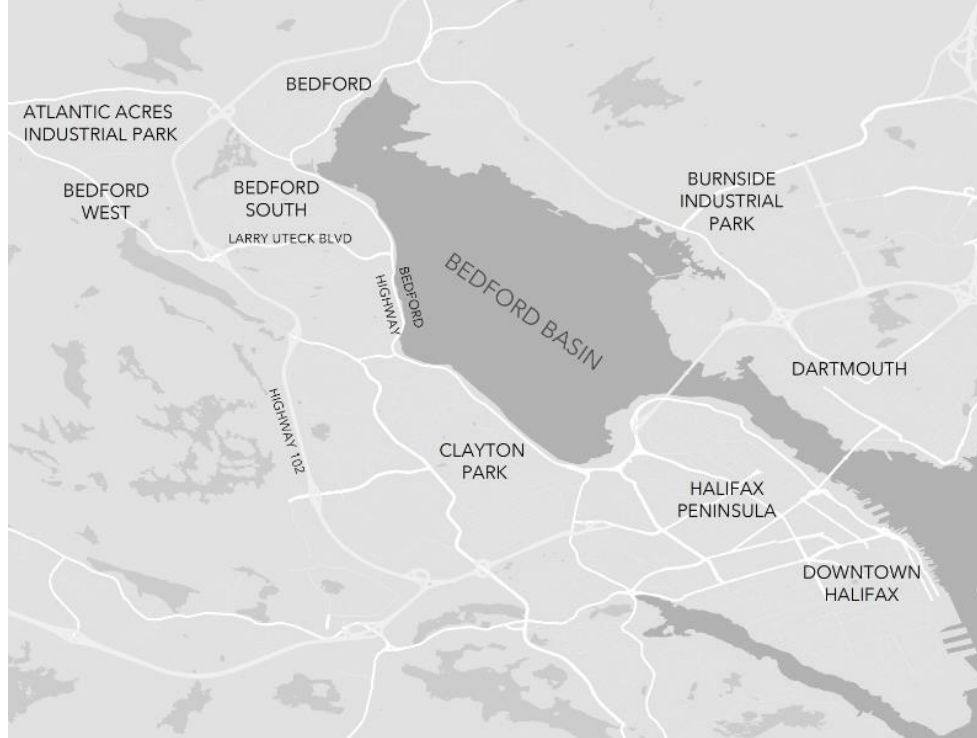 BEDFORD
ATLANTIC ACRES
INDUSTRIAL PARK
BEDFORD
WEST
BEDFORD
SOUTH
BURNSIDE
INDUSTRIAL
PARK
LARRY UTECK BLVD
BEDFORD
HIGHWAY
BEDFORD BASIN
DARTMOUTH
HIGHWAY 102
CLAYTON
PARK
HALIFAX
PENINSULA
DOWNTOWN
HALIFAX